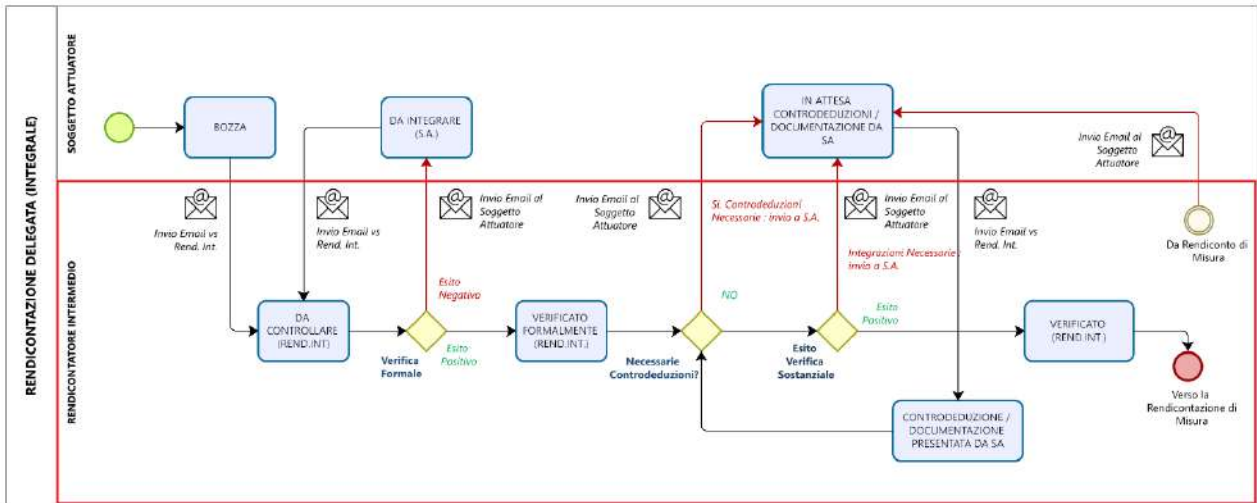 RENDICONTAZIONE DELEGATA (INTEGRALE)
SOGGETTO ATTUATORE
BOZZA
DA INTEGRARE
(S.A.)
IN ATTESA
CONTRODEDUZIONI /
DOCUMENTAZIONE DA
SA
Invio Email al
Soggetto
Attuatore
RENDICONTATORE INTERMEDIO
@
Invio Email vs
Rend. Int.
@
Invio Email vs
Rend. Int.
@
Invio Email al
Soggetto
Attuatore
Invio Email al
Soggetto
Attuatore
@
Si. Controdeduzioni
Necessarie : invio a S.A.
@
Invio Email al
Soggetto
Attuatore
@
Invio Email vs
Rend. Int.
@
Integrazioni Necessarie :
invio a S.A.
Da Rendiconto di
Misura
Esito
Negativo
NO
Esito
Positivo
DA
CONTROLLARE
(REND.INT)
Verifica
Formale
Esito
Positivo
VERIFICATO
FORMALMENTE
(REND.INT.)
Necessarie
Controdeduzioni?
Esito
Verifica
Sostanziale
VERIFICATO
(REND.INT.)
Verso la
Rendicontazione di
Misura
CONTRODEDUZIONE /
DOCUMENTAZIONE
PRESENTATA DA SA